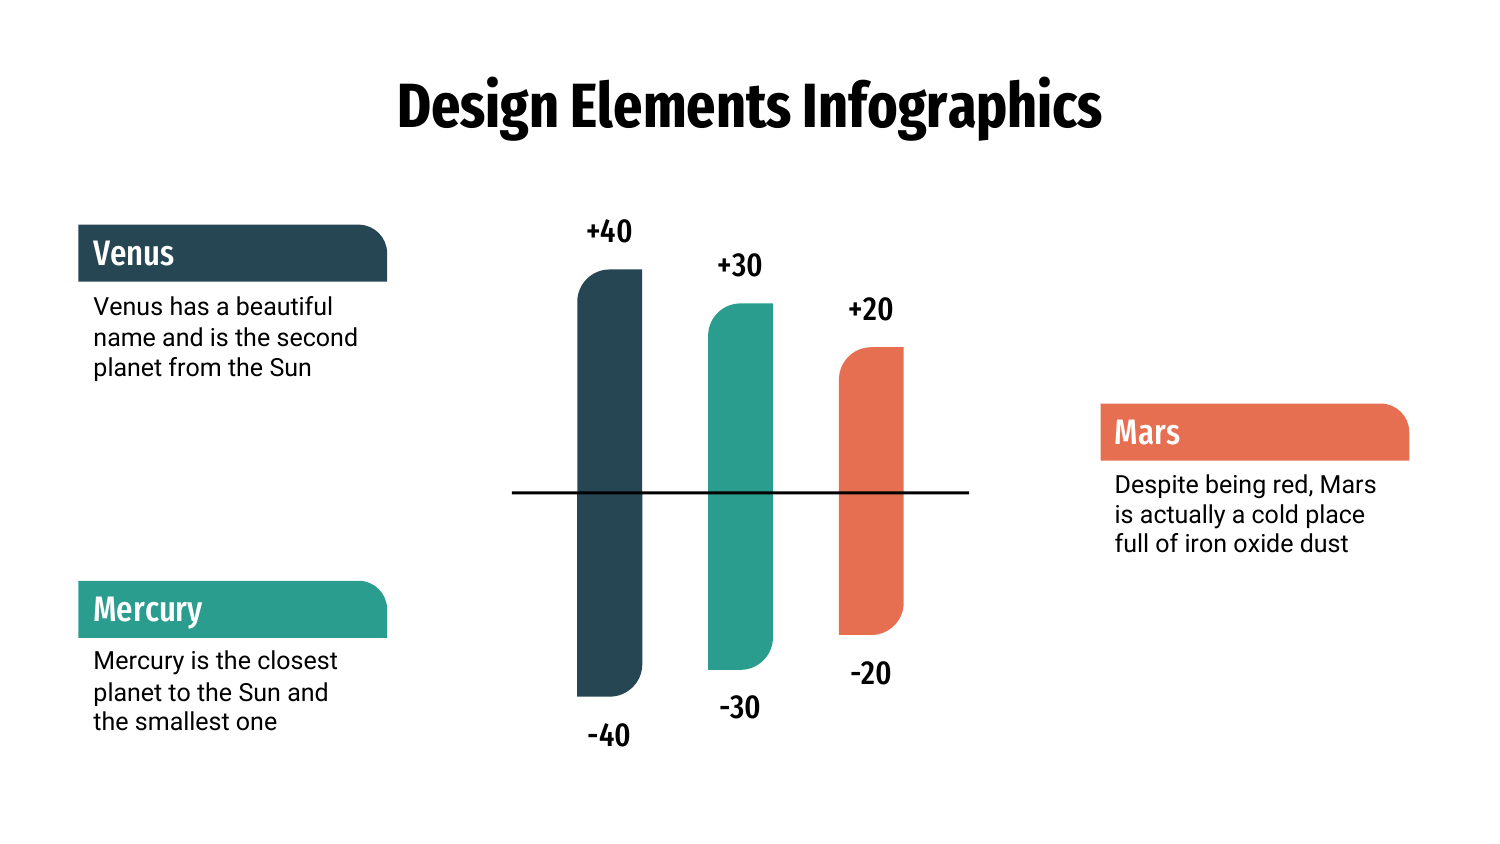 Design Elements Infographics
Venus
Venus has a beautiful
name and is the second
planet from the Sun
Mercury
Mercury is the closest
planet to the Sun and
the smallest one
+40
+30
+20
-40
-30
-20
Mars
Despite being red, Mars
is actually a cold place
full of iron oxide dust